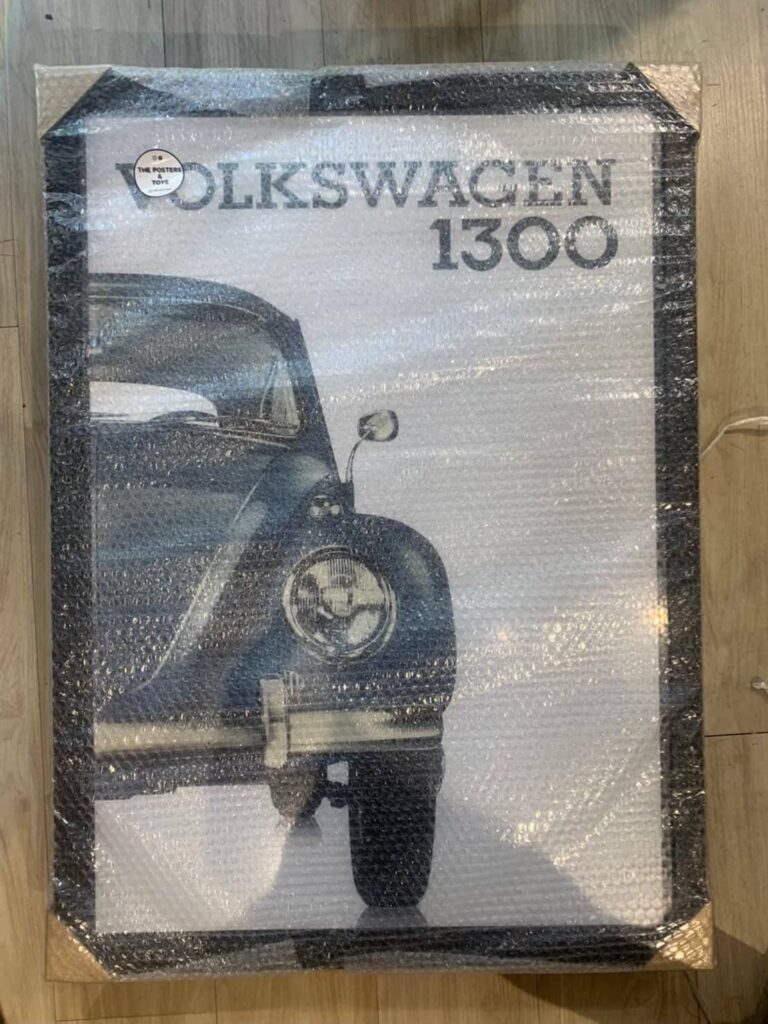 VOLKSWAGEN
1300
THE POSTERS
&
TOYS